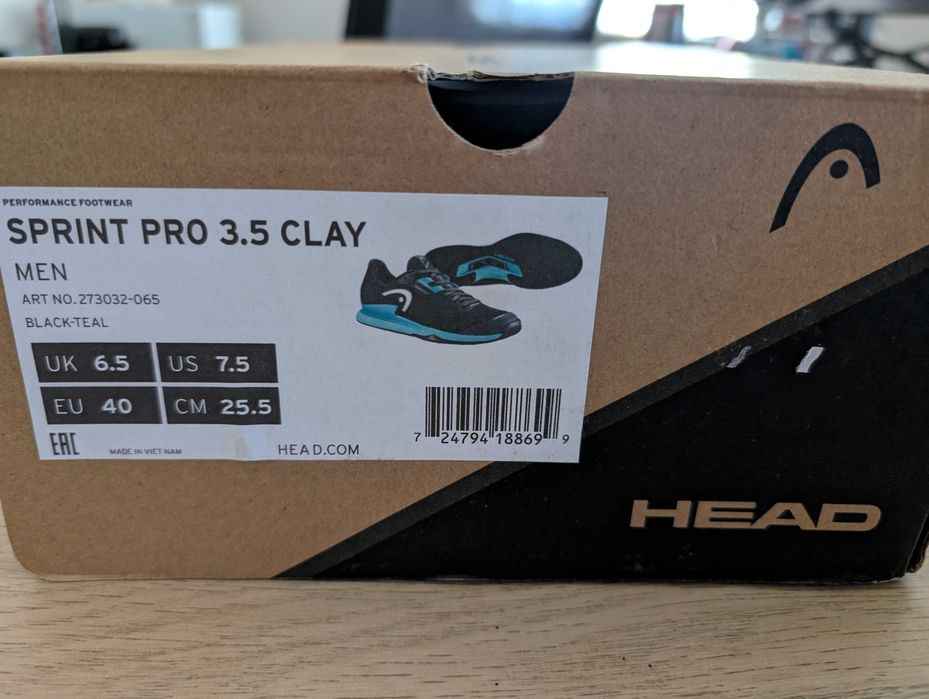 PERFORMANCE FOOTWEAR
SPRINT PRO 3.5 CLAY
MEN
ART NO. 273032-065
BLACK-TEAL
UK 6.5 US 7.5
EU 40 CM 25.5
7 24794 18869 9
EAC MADE IN VIET NAM HEAD.COM
HEAD